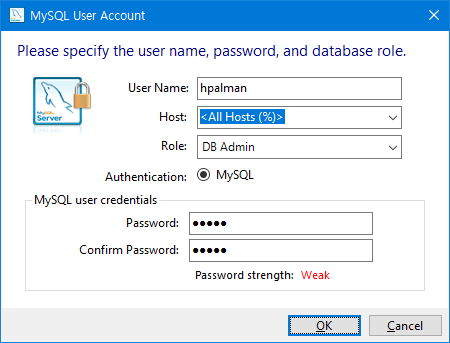 MySQL User Account
Please specify the user name, password, and database role.
MySQL
Server
User Name: hpalman
Host: <All Hosts (%)>
Role: DB Admin
Authentication: MySQL
MySQL user credentials
Password: ●●●●●
Confirm Password: ●●●●●
Password strength: Weak
OK Cancel